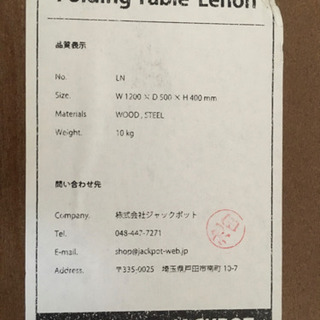 Folding Table Lenon
品質表示
No. LN
Size. W 1200 × D 500 × H 400 mm
Materials WOOD, STEEL
Weight. 10 kg
問い合わせ先
Company. 株式会社ジャックポット
Tel. 048-447-7271
E-mail. shop@jackpot-web.jp
Address. 〒335-0025 埼玉県戸田市南町 10-7